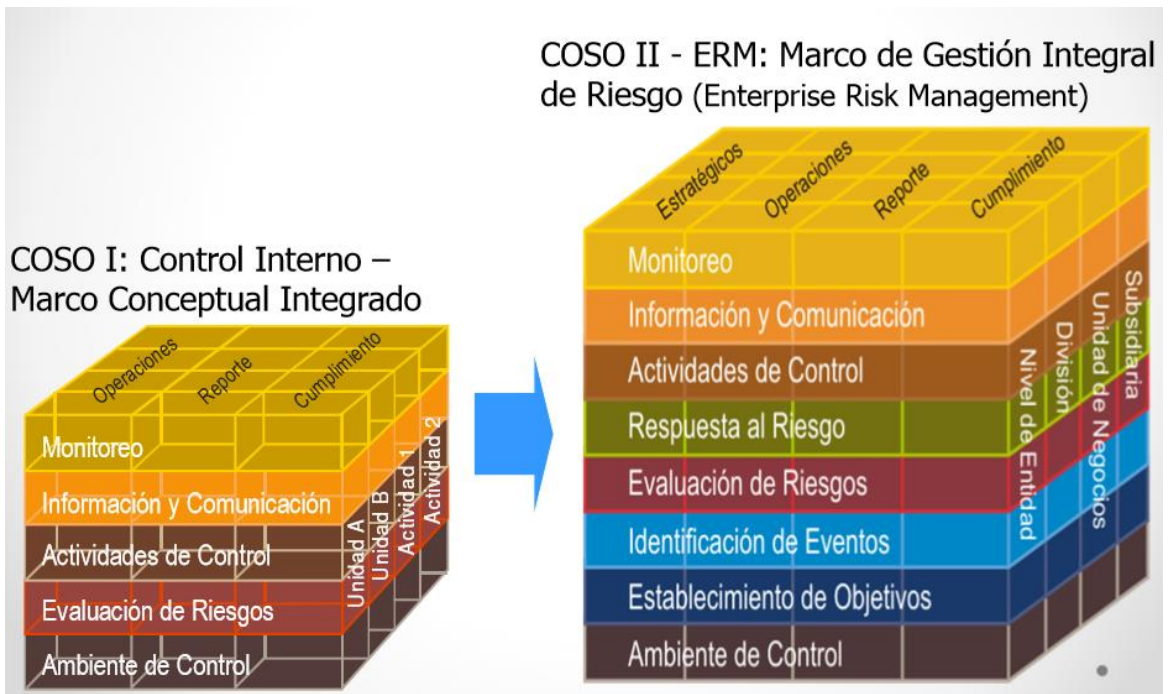 COSO I: Control Interno –
Marco Conceptual Integrado
Operaciones
Reporte
Cumplimiento
Monitoreo
Información y Comunicación
Actividades de Control
Evaluación de Riesgos
Ambiente de Control
Unidad A
Unidad B
Actividad 1
Actividad 2
COSO II - ERM: Marco de Gestión Integral
de Riesgo (Enterprise Risk Management)
Estratégicos
Operaciones
Reporte
Cumplimiento
Monitoreo
Información y Comunicación
Actividades de Control
Respuesta al Riesgo
Evaluación de Riesgos
Identificación de Eventos
Establecimiento de Objetivos
Ambiente de Control
Nivel de Entidad
División
Unidad de Negocios
Subsidiaria